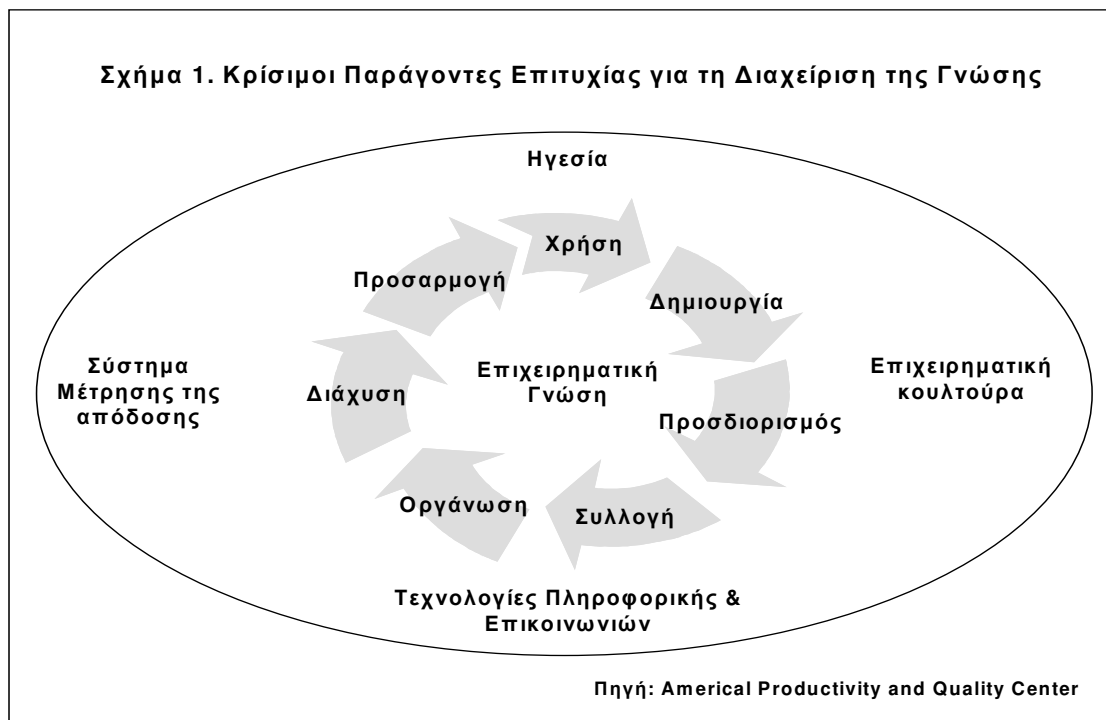 Σχήμα 1. Κρίσιμοι Παράγοντες Επιτυχίας για τη Διαχείριση της Γνώσης
Ηγεσία
Χρήση
Προσαρμογή
Δημιουργία
Σύστημα
Μέτρησης της
απόδοσης
Διάχυση
Επιχειρηματική
Γνώση
Επιχειρηματική
κουλτούρα
Προσδιορισμός
Οργάνωση
Συλλογή
Τεχνολογίες Πληροφορικής &
Επικοινωνιών
Πηγή: Americal Productivity and Quality Center